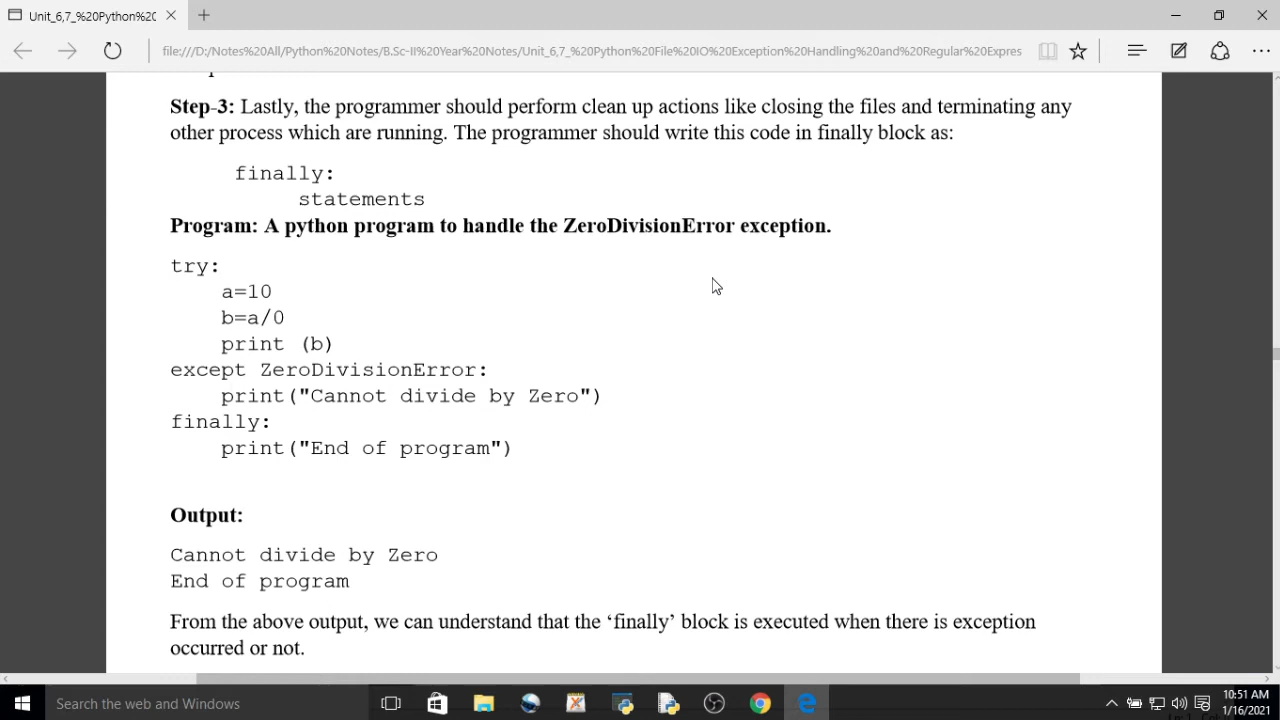 Unit_6,7_Python%20
file:///D:/Notes%20All/Python%20Notes/B.Sc-II%20Year%20Notes/Unit_6,7_%20Python%20File%20IO%20Exception%20Handling%20and%20Regular%20Expres
Step-3: Lastly, the programmer should perform clean up actions like closing the files and terminating any
other process which are running. The programmer should write this code in finally block as:
finally:
statements
Program: A python program to handle the ZeroDivisionError exception.
try:
a=10
b=a/0
print (b)
except ZeroDivisionError:
print("Cannot divide by Zero")
finally:
print("End of program")
Output:
Cannot divide by Zero
End of program
From the above output, we can understand that the ‘finally’ block is executed when there is exception
occurred or not.
Search the web and Windows
10:51 AM
1/16/2021